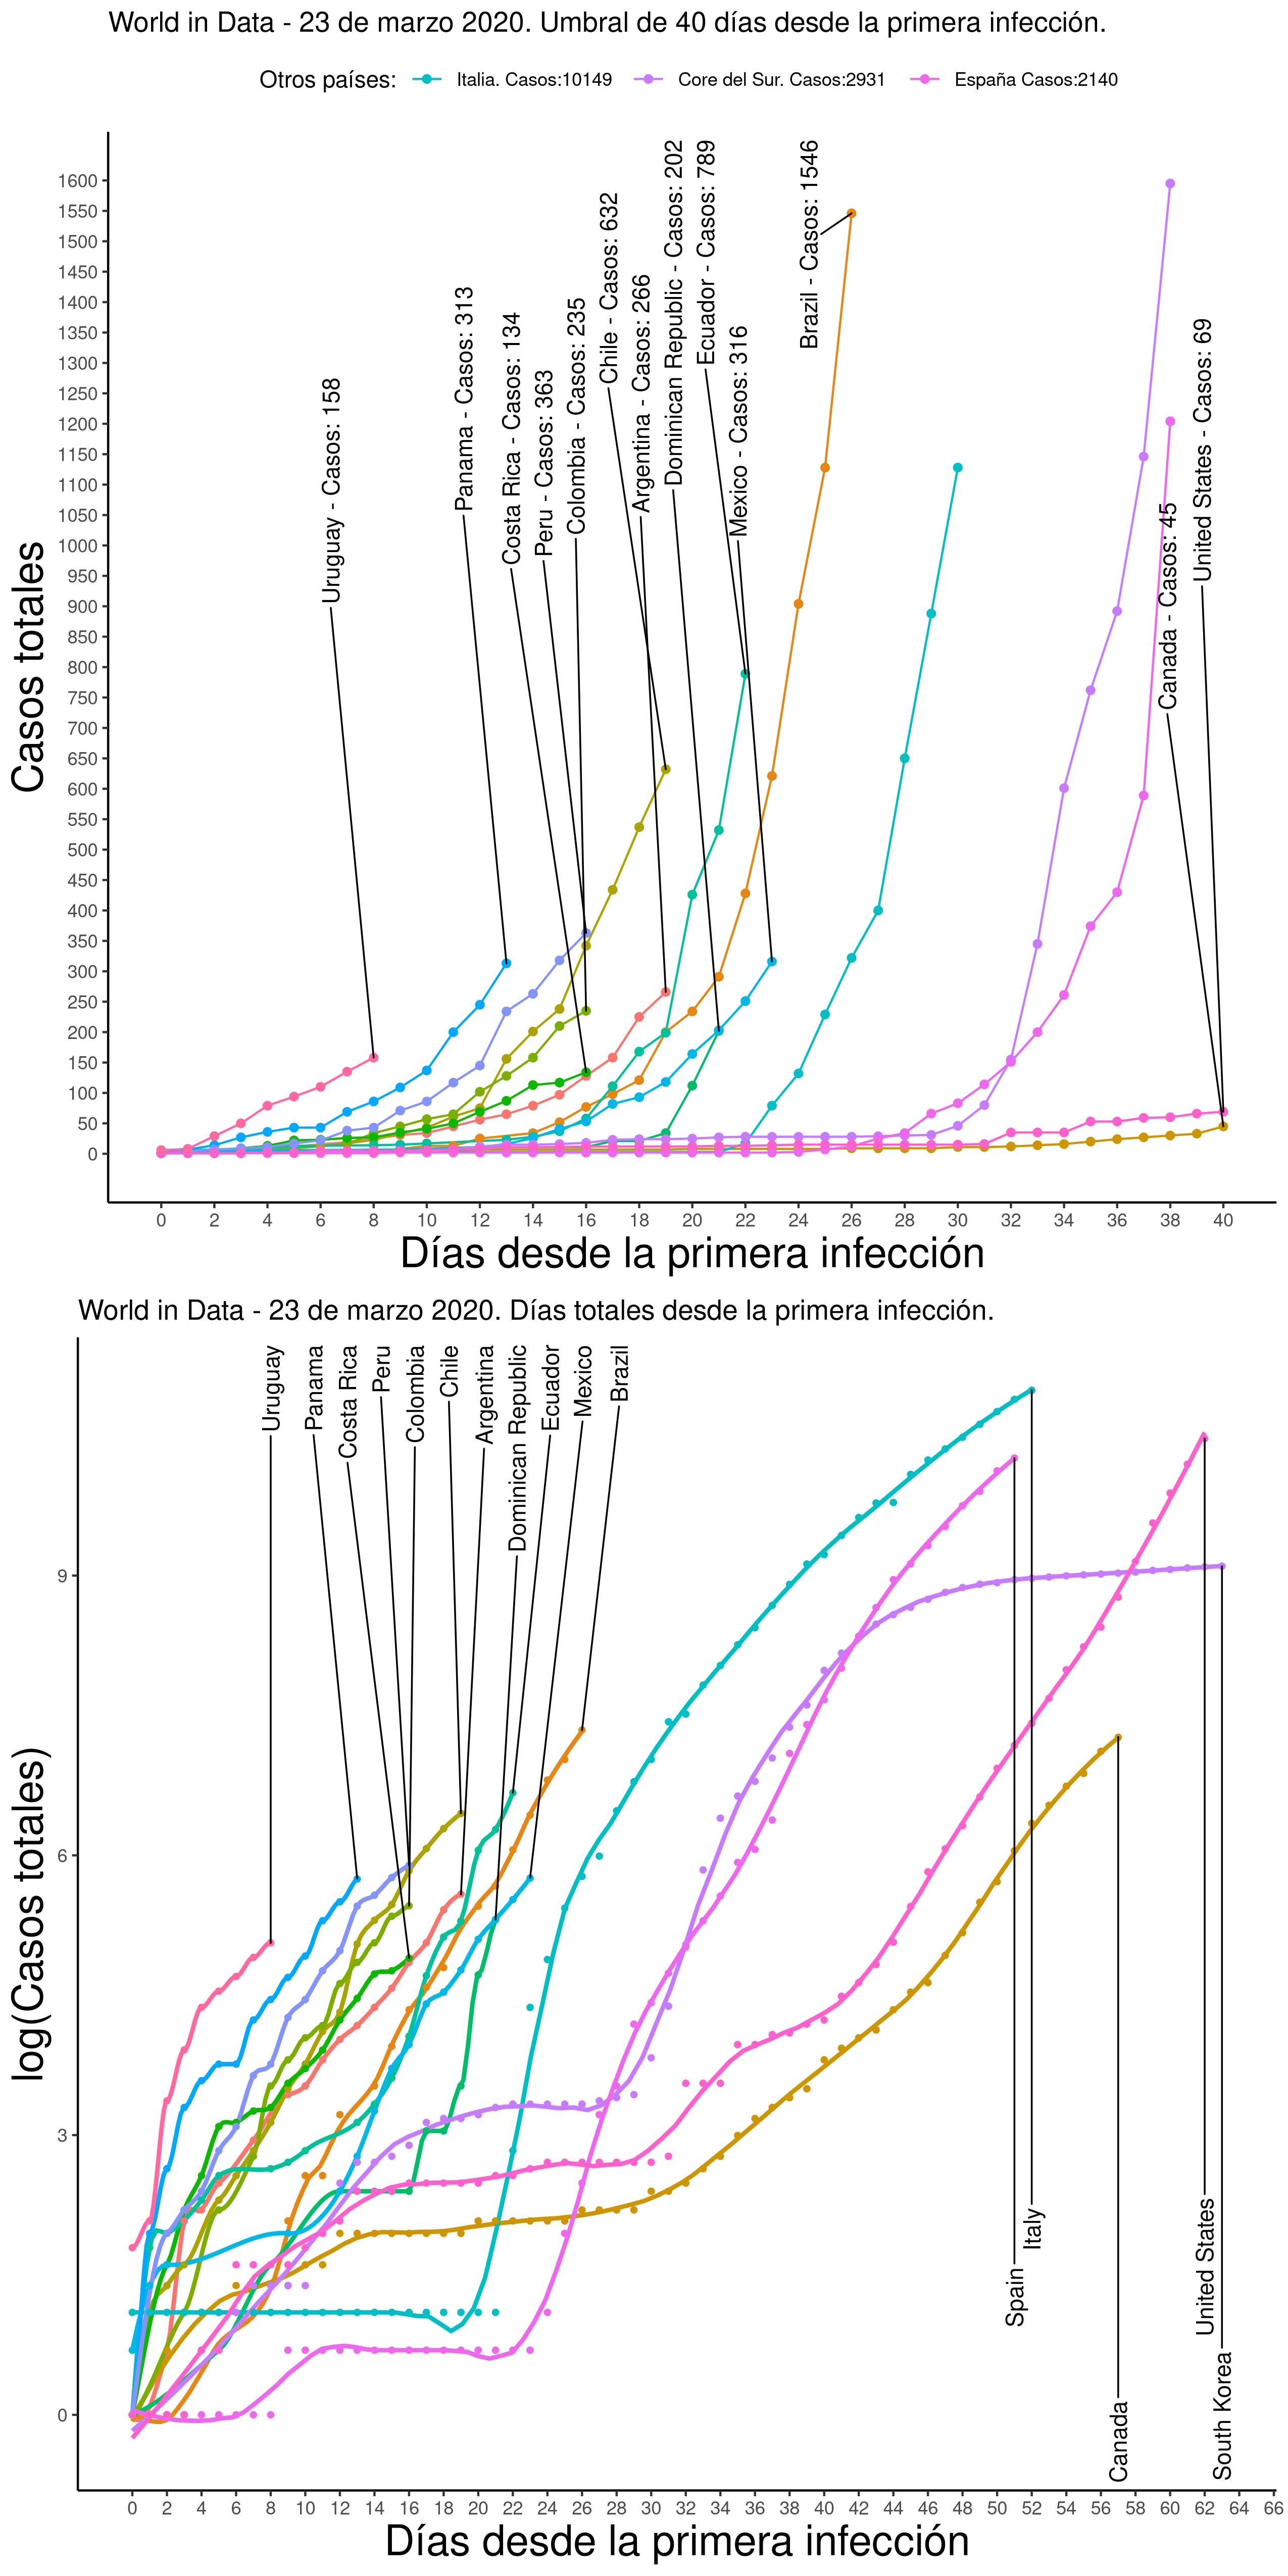 World in Data - 23 de marzo 2020. Umbral de 40 días desde la primera infección.
Otros países: Italia. Casos:10149 Core del Sur. Casos:2931 España Casos:2140
Casos totales
1600
1550
1500
1450
1400
1350
1300
1250
1200
1150
1100
1050
1000
950
900
850
800
750
700
650
600
550
500
450
400
350
300
250
200
150
100
50
0
Uruguay - Casos: 158
Panama - Casos: 313
Costa Rica - Casos: 134
Peru - Casos: 363
Colombia - Casos: 235
Chile - Casos: 632
Argentina - Casos: 266
Dominican Republic - Casos: 202
Ecuador - Casos: 789
Mexico - Casos: 316
Brazil - Casos: 1546
Canada - Casos: 45
United States - Casos: 69
0 2 4 6 8 10 12 14 16 18 20 22 24 26 28 30 32 34 36 38 40
Días desde la primera infección
World in Data - 23 de marzo 2020. Días totales desde la primera infección.
log(Casos totales)
9
6
3
0
Uruguay
Panama
Costa Rica
Peru
Colombia
Chile
Argentina
Dominican Republic
Ecuador
Mexico
Brazil
Spain
Italy
Canada
United States
South Korea
0 2 4 6 8 10 12 14 16 18 20 22 24 26 28 30 32 34 36 38 40 42 44 46 48 50 52 54 56 58 60 62 64 66
Días desde la primera infección